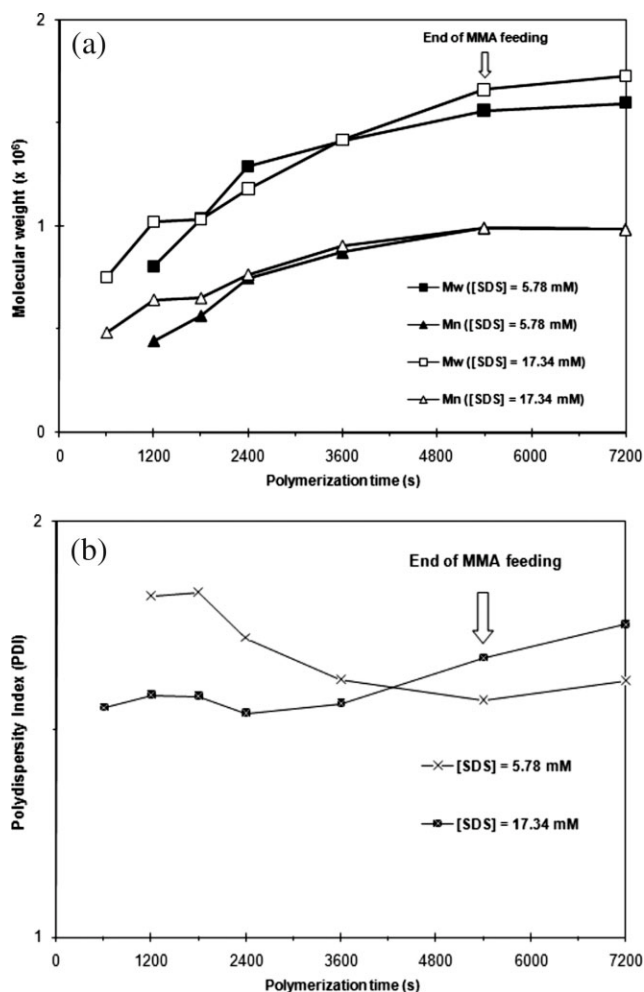 (a)
End of MMA feeding
2
1
0
Molecular weight (x 10⁶)
Mw ([SDS] = 5.78 mM)
Mn ([SDS] = 5.78 mM)
Mw ([SDS] = 17.34 mM)
Mn ([SDS] = 17.34 mM)
0 1200 2400 3600 4800 6000 7200
Polymerization time (s)
(b)
End of MMA feeding
2
1
Polydispersity Index (PDI)
[SDS] = 5.78 mM
[SDS] = 17.34 mM
0 1200 2400 3600 4800 6000 7200
Polymerization time (s)